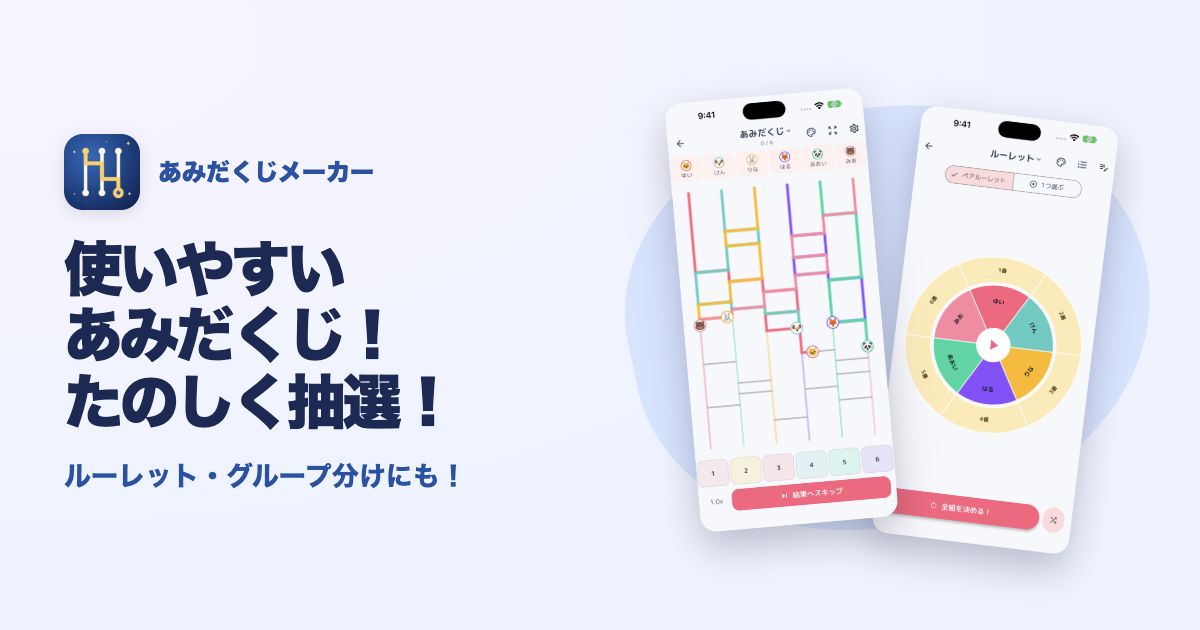 あみだくじメーカー
使いやすい
あみだくじ！
たのしく抽選！
ルーレット・グループ分けにも！
9:41
あみだくじ
0 / 6
ゆい けん りな はる あおい みお
1 2 3 4 5 6
1.0x 結果へスキップ
9:41
ルーレット
ペアルーレット 1つ選ぶ
1番 2番 3番 4番 5番 6番
ゆい けん りな はる あおい みお
全組を決める！